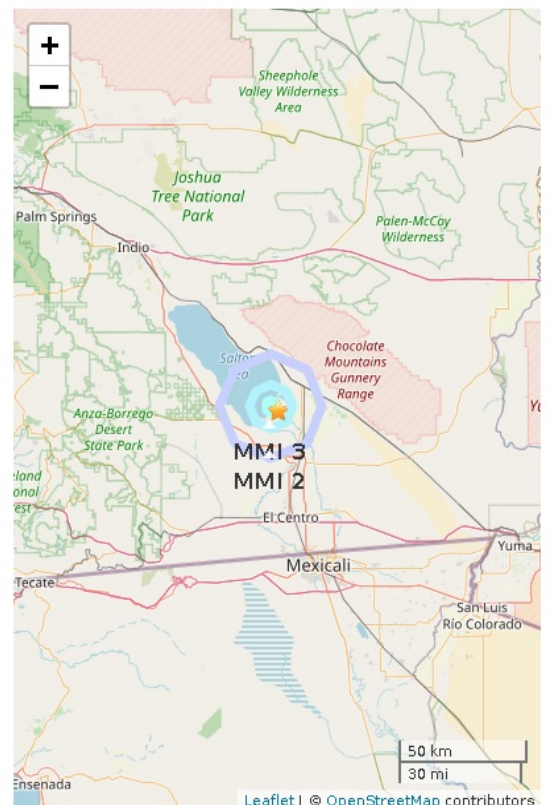 +
−
Sheephole
Valley Wilderness
Area
Joshua
Tree National
Park
Palm Springs
Palen-McCoy
Wilderness
Indio
Chocolate
Mountains
Gunnery
Range
Anza-Borrego
Desert
State Park
MMI 3
MMI 2
El Centro
Yuma
Mexicali
Tecate
San Luis
Río Colorado
50 km
30 mi
Ensenada
Leaflet | © OpenStreetMap contributors